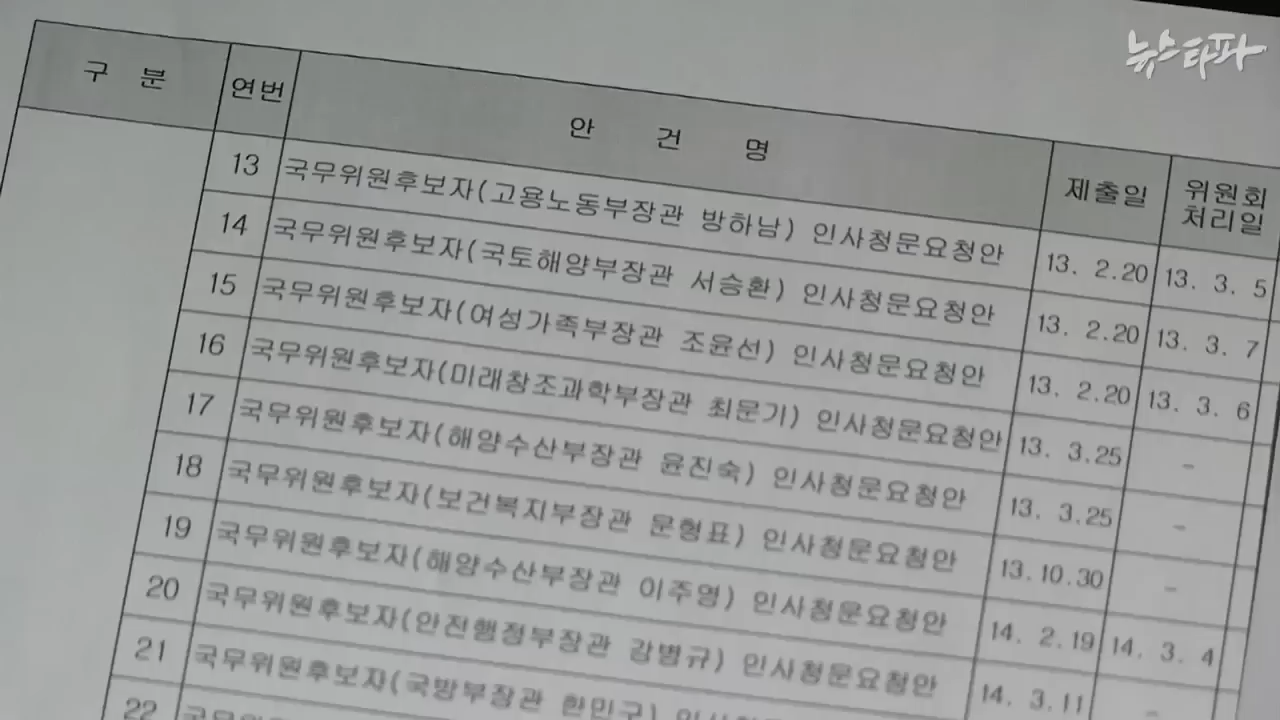 뉴스타파
구 분 연번 안 건 명 제출일 위원회
처리일
13 국무위원후보자(고용노동부장관 방하남) 인사청문요청안 13. 2.20 13. 3. 5
14 국무위원후보자(국토해양부장관 서승환) 인사청문요청안 13. 2.20 13. 3. 7
15 국무위원후보자(여성가족부장관 조윤선) 인사청문요청안 13. 2.20 13. 3. 6
16 국무위원후보자(미래창조과학부장관 최문기) 인사청문요청안 13. 3.25 -
17 국무위원후보자(해양수산부장관 윤진숙) 인사청문요청안 13. 3.25 -
18 국무위원후보자(보건복지부장관 문형표) 인사청문요청안 13.10.30 -
19 국무위원후보자(해양수산부장관 이주영) 인사청문요청안 14. 2.19 14. 3. 4
20 국무위원후보자(안전행정부장관 강병규) 인사청문요청안 14. 3.11 -
21 국무위원후보자(국방부장관 한민구)
22